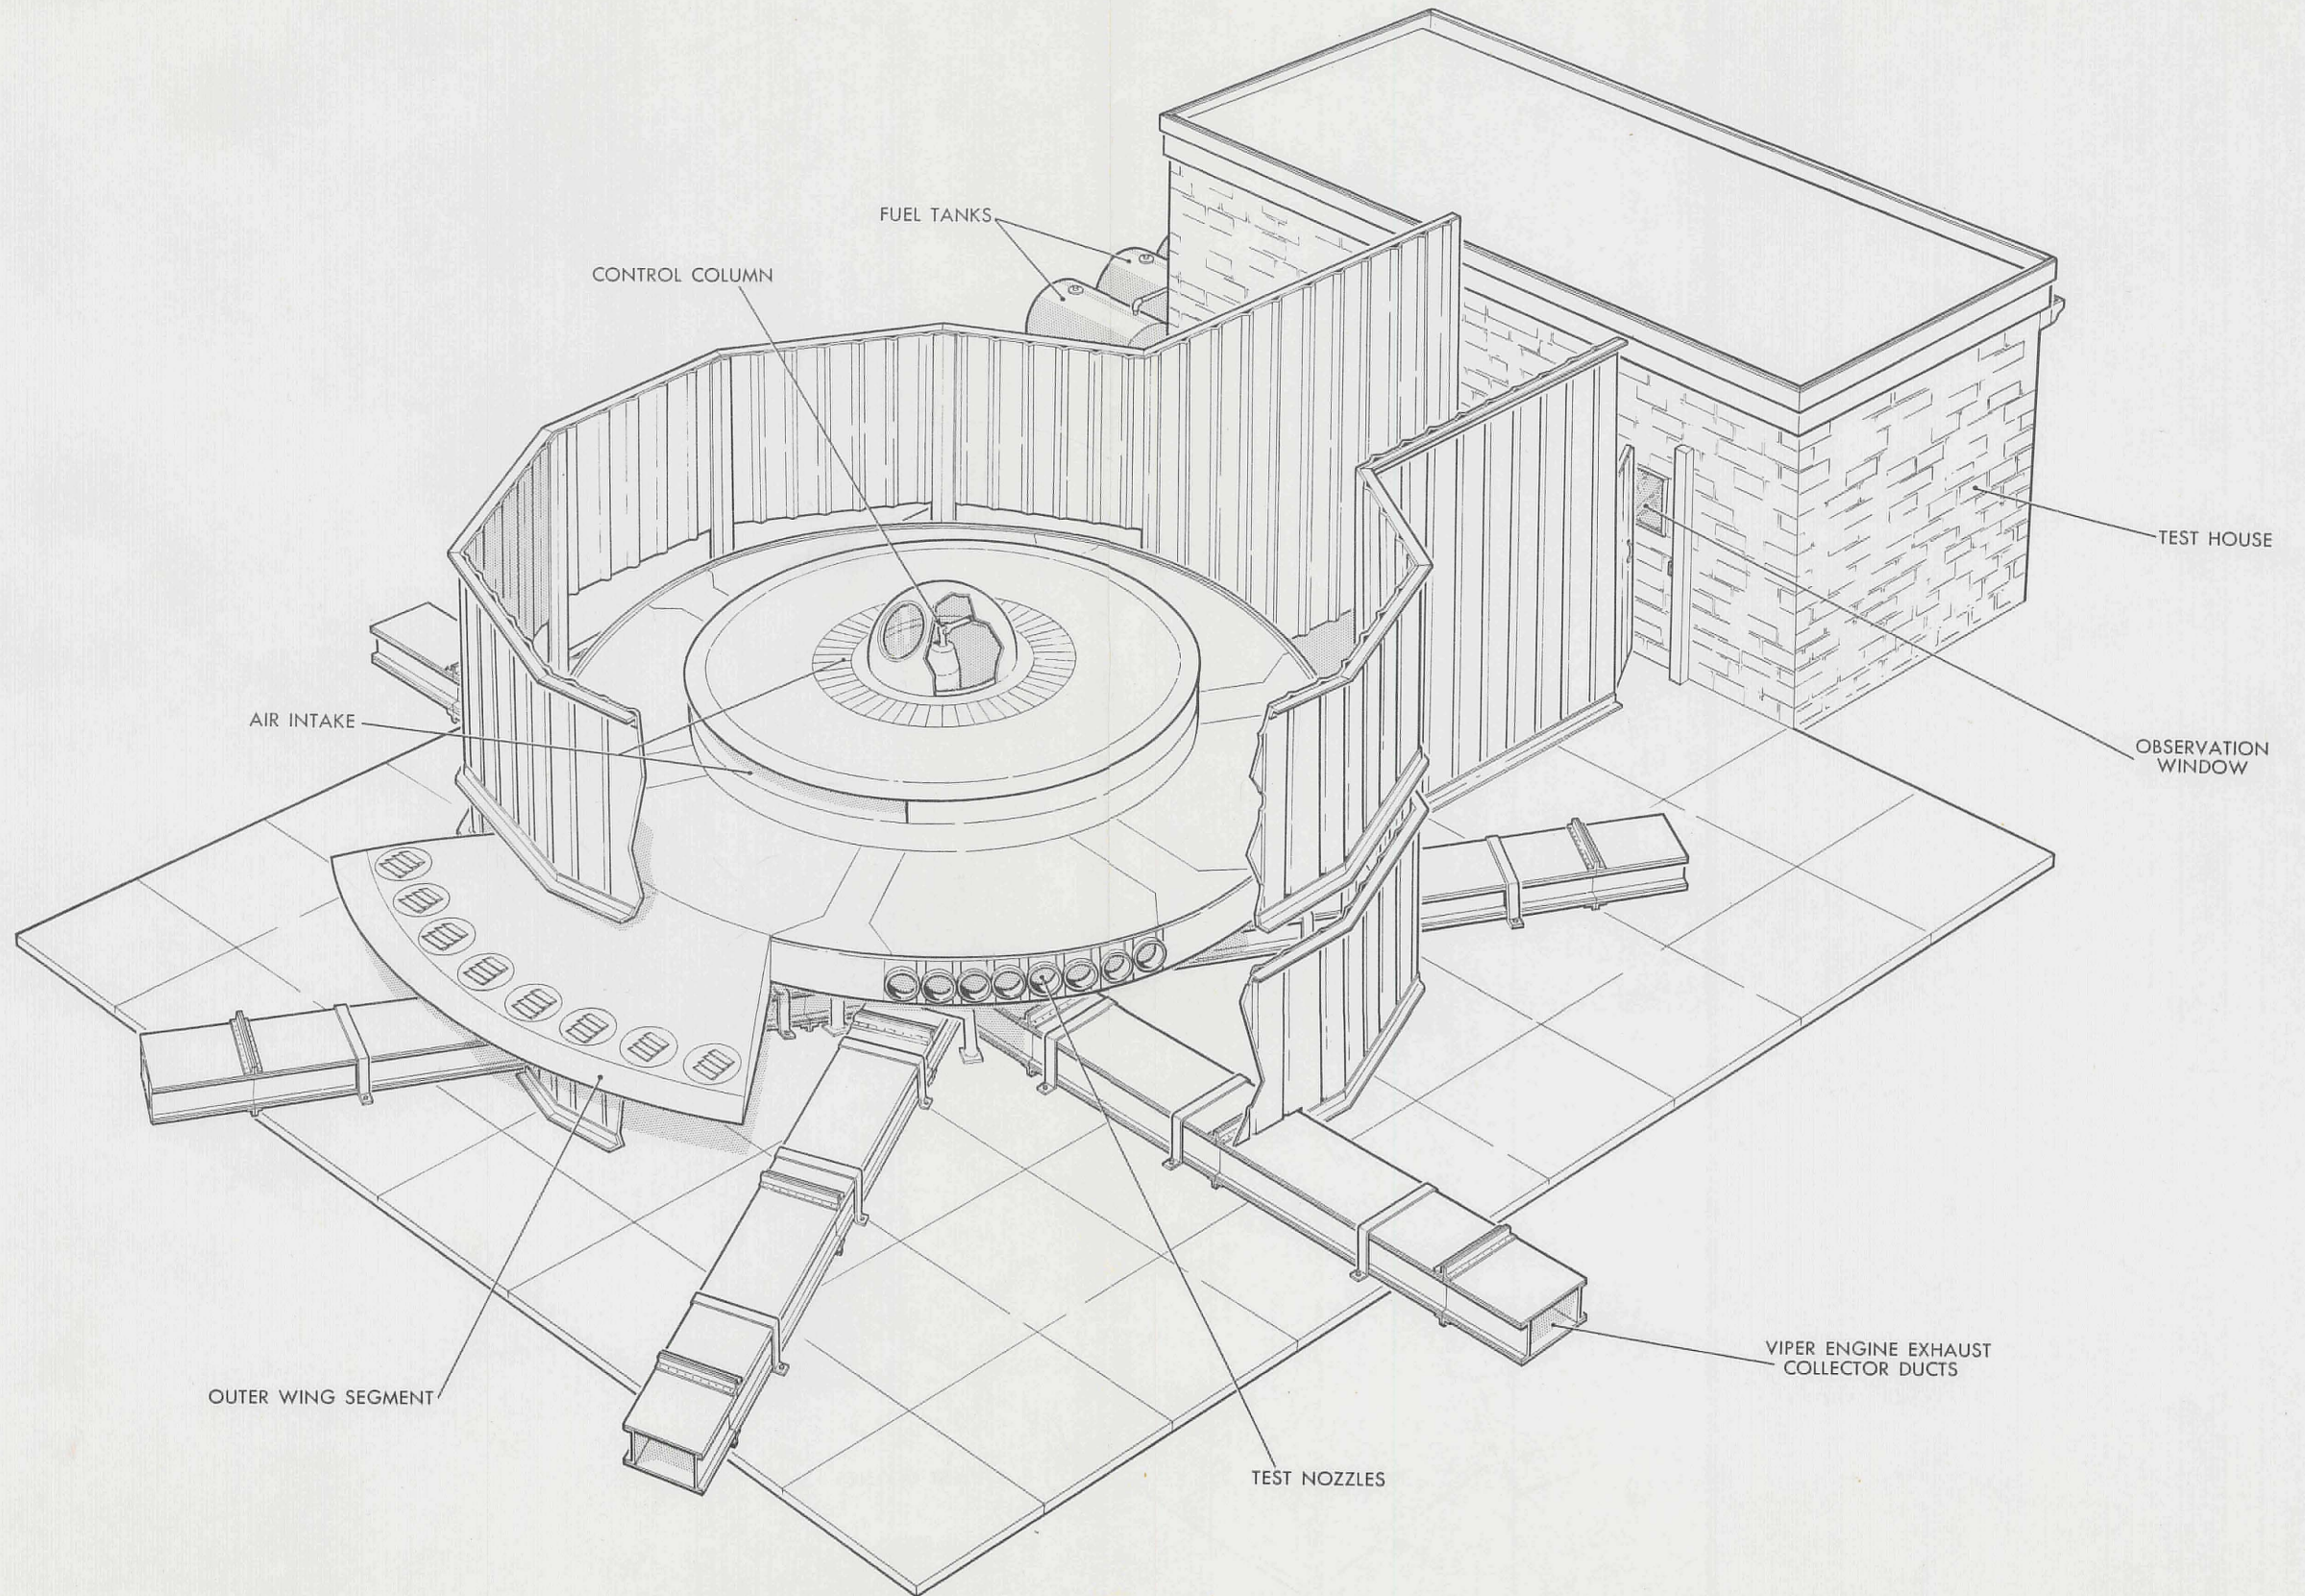 FUEL TANKS
CONTROL COLUMN
TEST HOUSE
AIR INTAKE
OBSERVATION
WINDOW
VIPER ENGINE EXHAUST
COLLECTOR DUCTS
OUTER WING SEGMENT
TEST NOZZLES